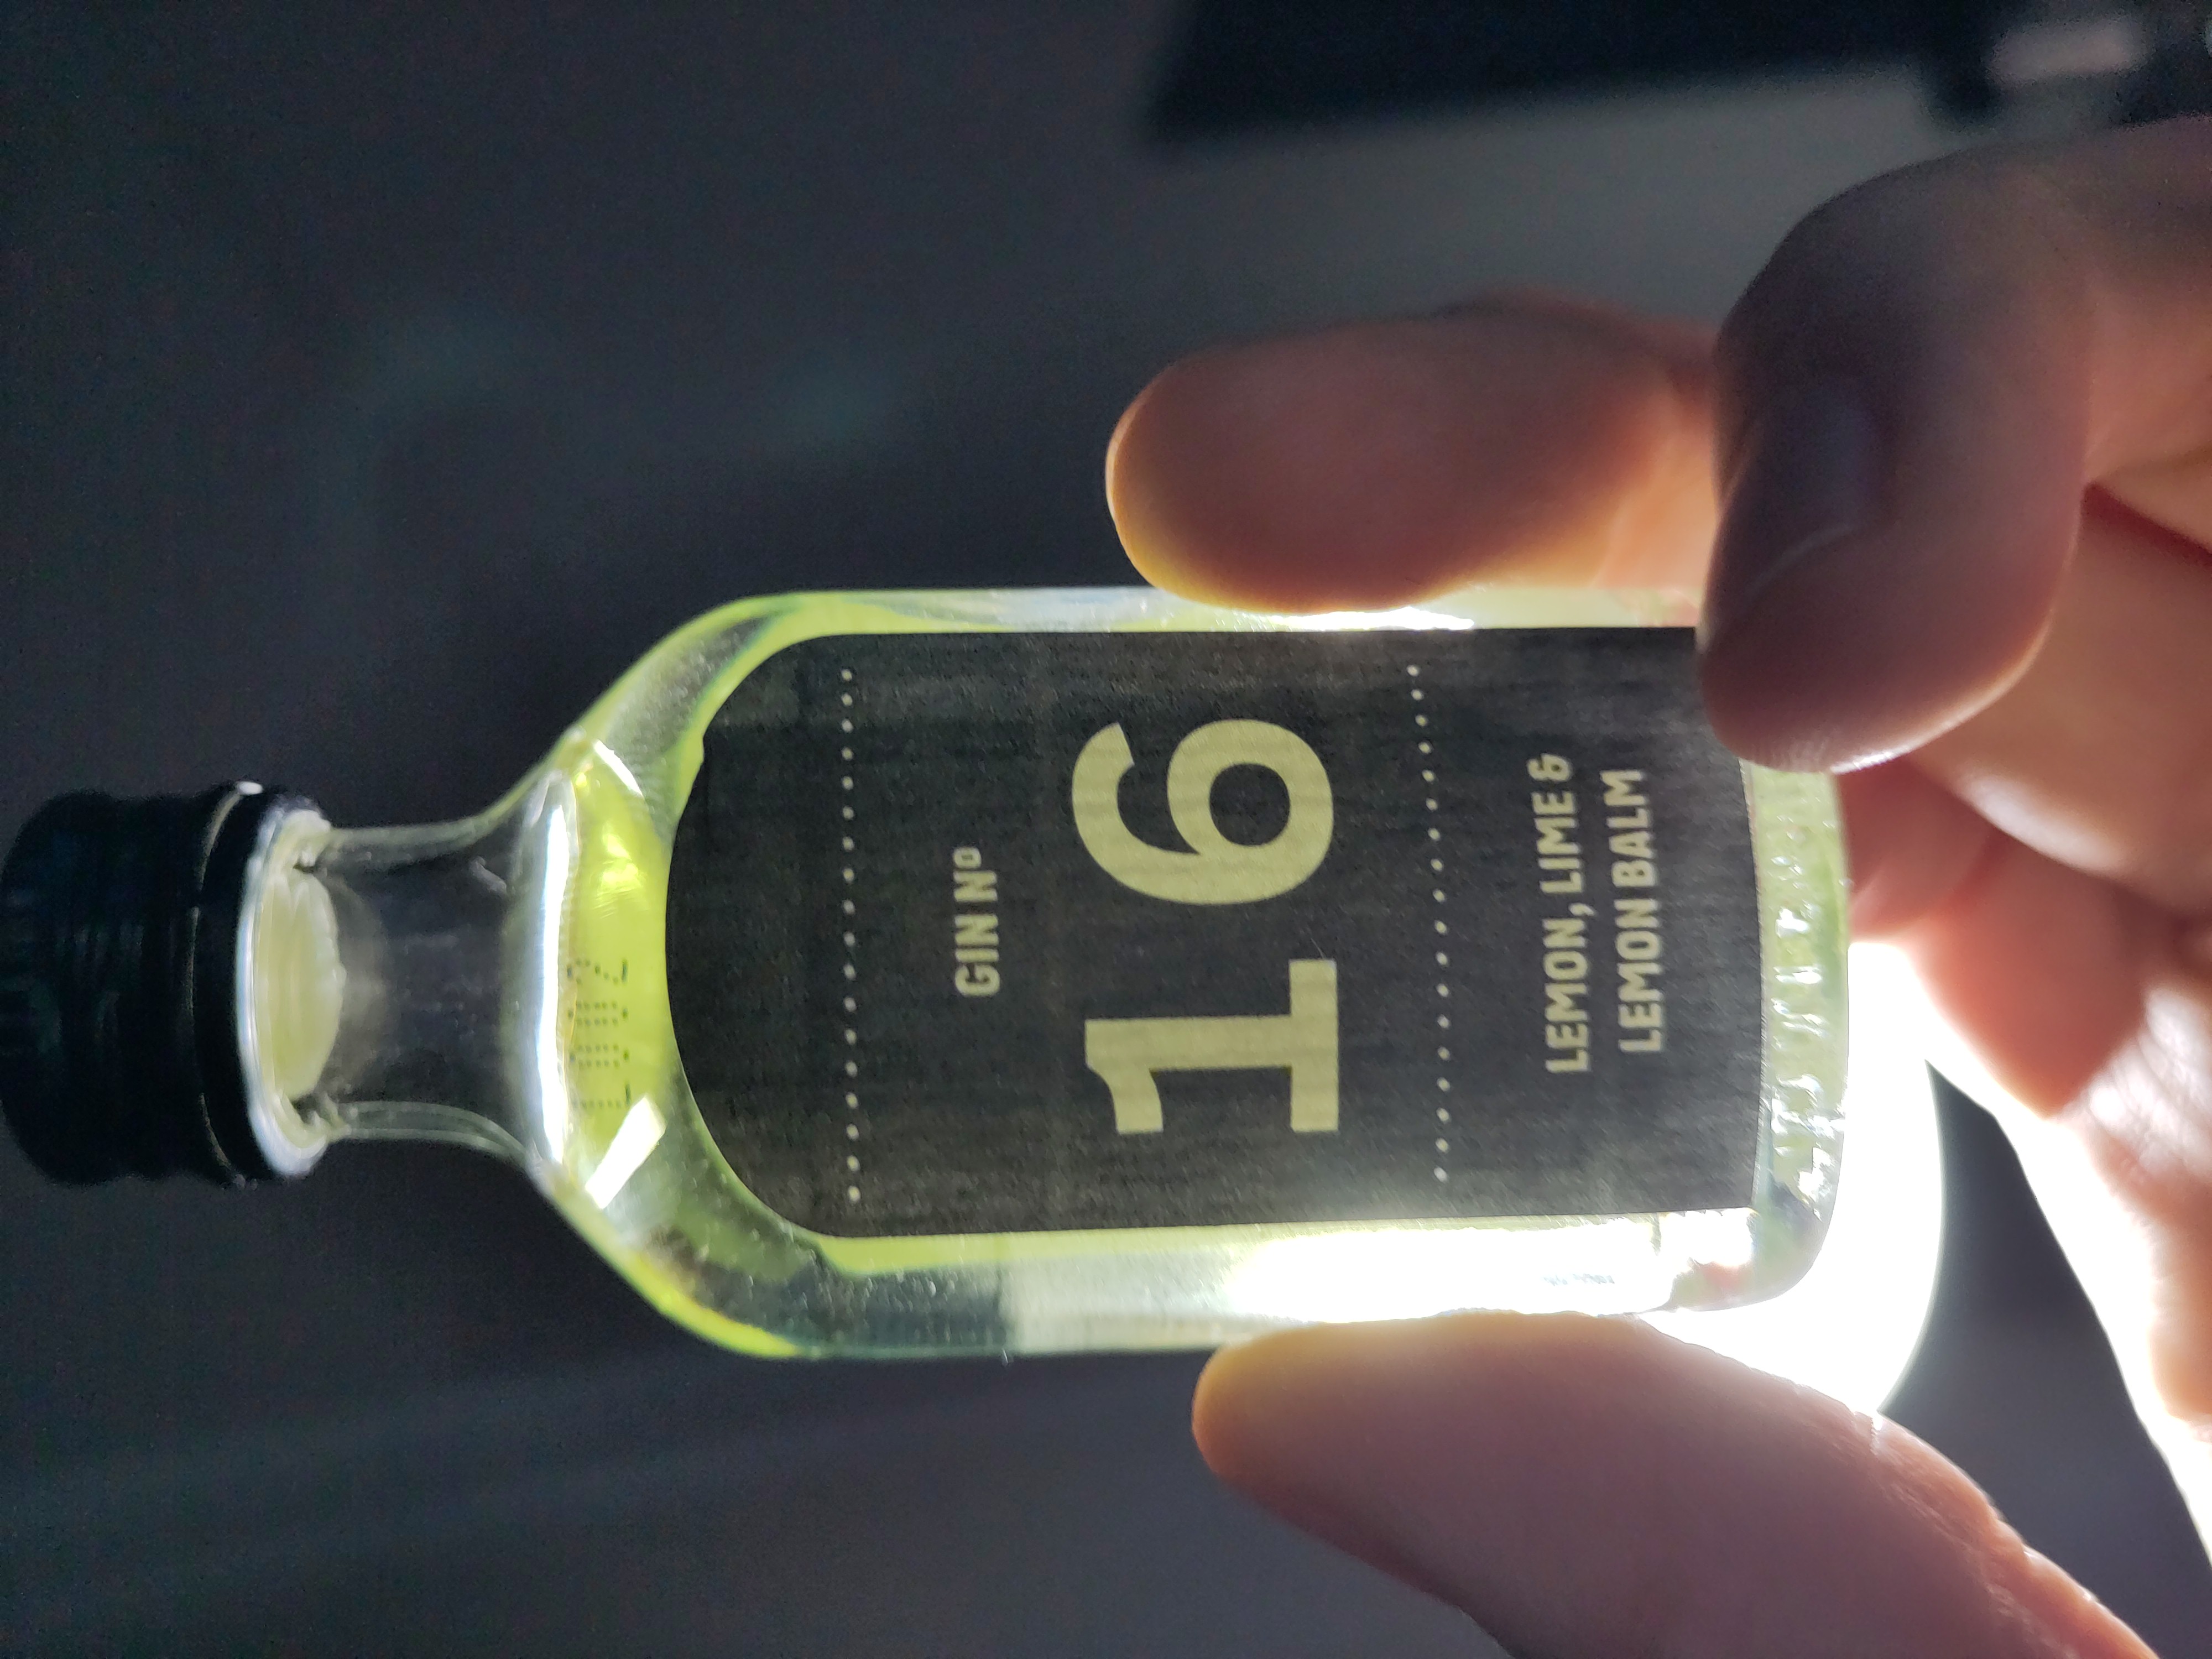 GIN Nº
16
LEMON, LIME &
LEMON BALM